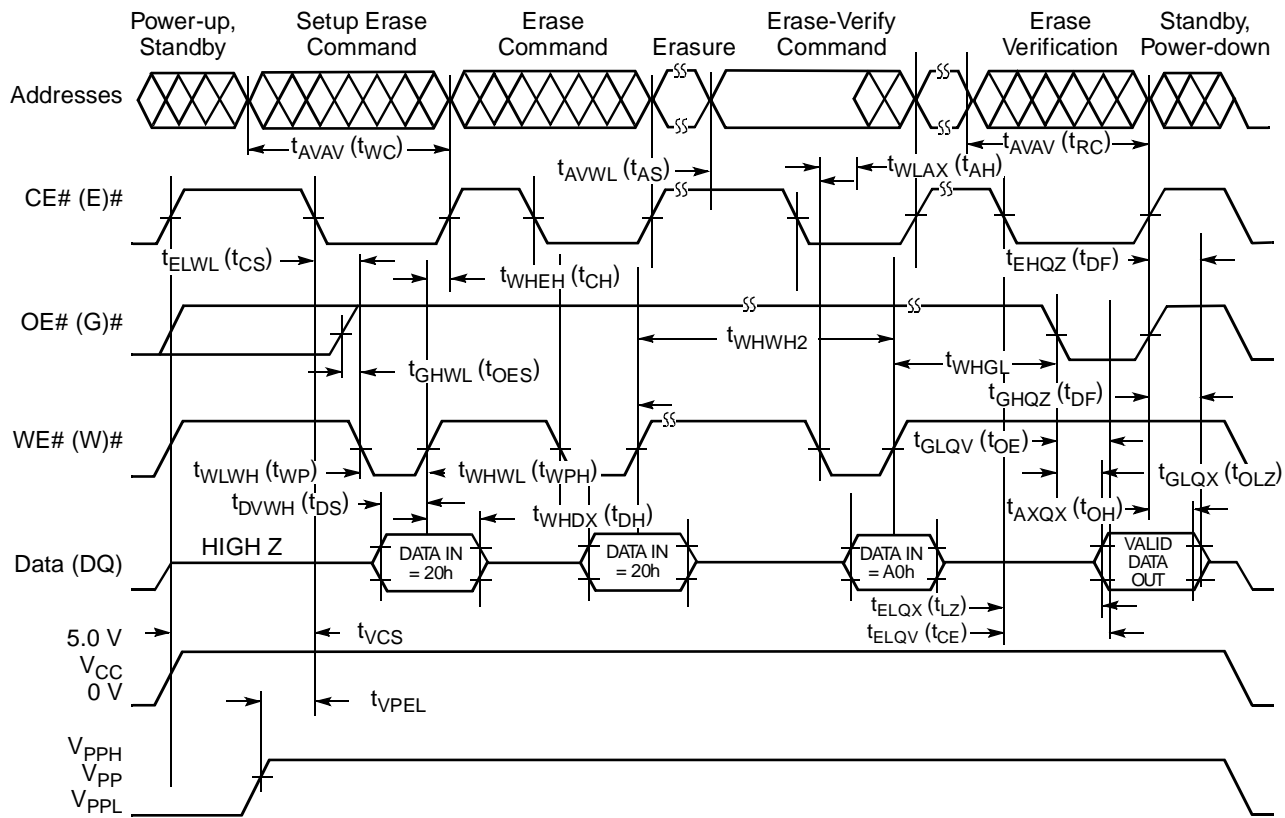 Power-up, Standby
Setup Erase Command
Erase Command
Erasure
Erase-Verify Command
Erase Verification
Standby, Power-down
Addresses
tAVAV (tWC)
tAVWL (tAS)
tWLAX (tAH)
tAVAV (tRC)
CE# (E)#
tELWL (tCS)
tWHEH (tCH)
tEHQZ (tDF)
OE# (G)#
tGHWL (tOES)
tWHWH2
tWHGL
tGHQZ (tDF)
WE# (W)#
tWLWH (tWP)
tWHWL (tWPH)
tGLQV (tOE)
tGLQX (tOLZ)
tDVWH (tDS)
tWHDX (tDH)
tAXQX (tOH)
Data (DQ)
HIGH Z
DATA IN = 20h
DATA IN = 20h
DATA IN = A0h
VALID DATA OUT
tELQX (tLZ)
tELQV (tCE)
5.0 V
VCC
0 V
tVCS
tVPEL
VPPH
VPP
VPPL